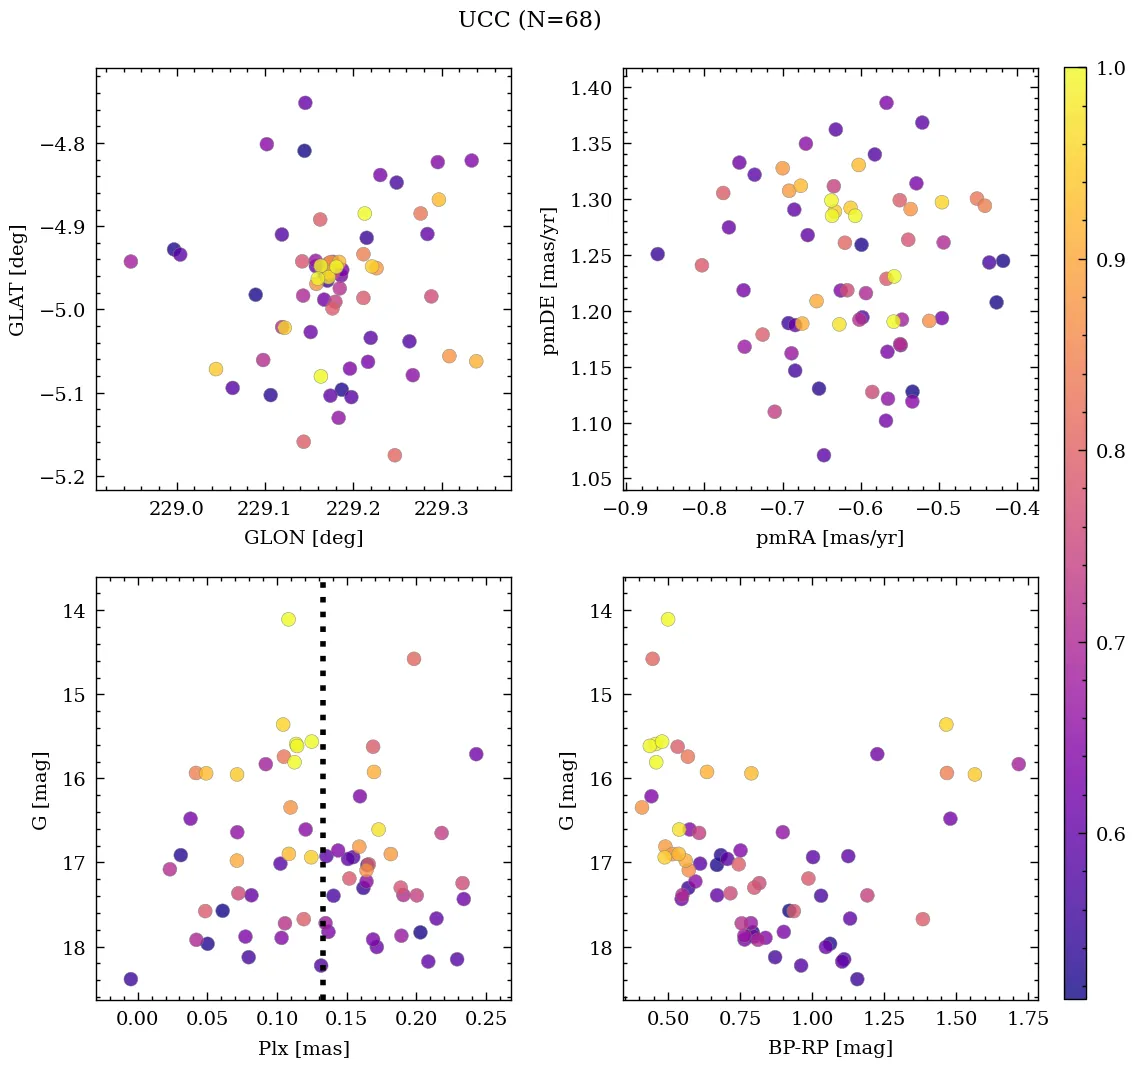 UCC (N=68)
−4.8
−4.9
−5.0
−5.1
−5.2
GLAT [deg]
229.0 229.1 229.2 229.3
GLON [deg]
1.40
1.35
1.30
1.25
1.20
1.15
1.10
1.05
pmDE [mas/yr]
−0.9 −0.8 −0.7 −0.6 −0.5 −0.4
pmRA [mas/yr]
14
15
16
17
18
G [mag]
0.00 0.05 0.10 0.15 0.20 0.25
Plx [mas]
14
15
16
17
18
G [mag]
0.50 0.75 1.00 1.25 1.50 1.75
BP-RP [mag]
1.0
0.9
0.8
0.7
0.6